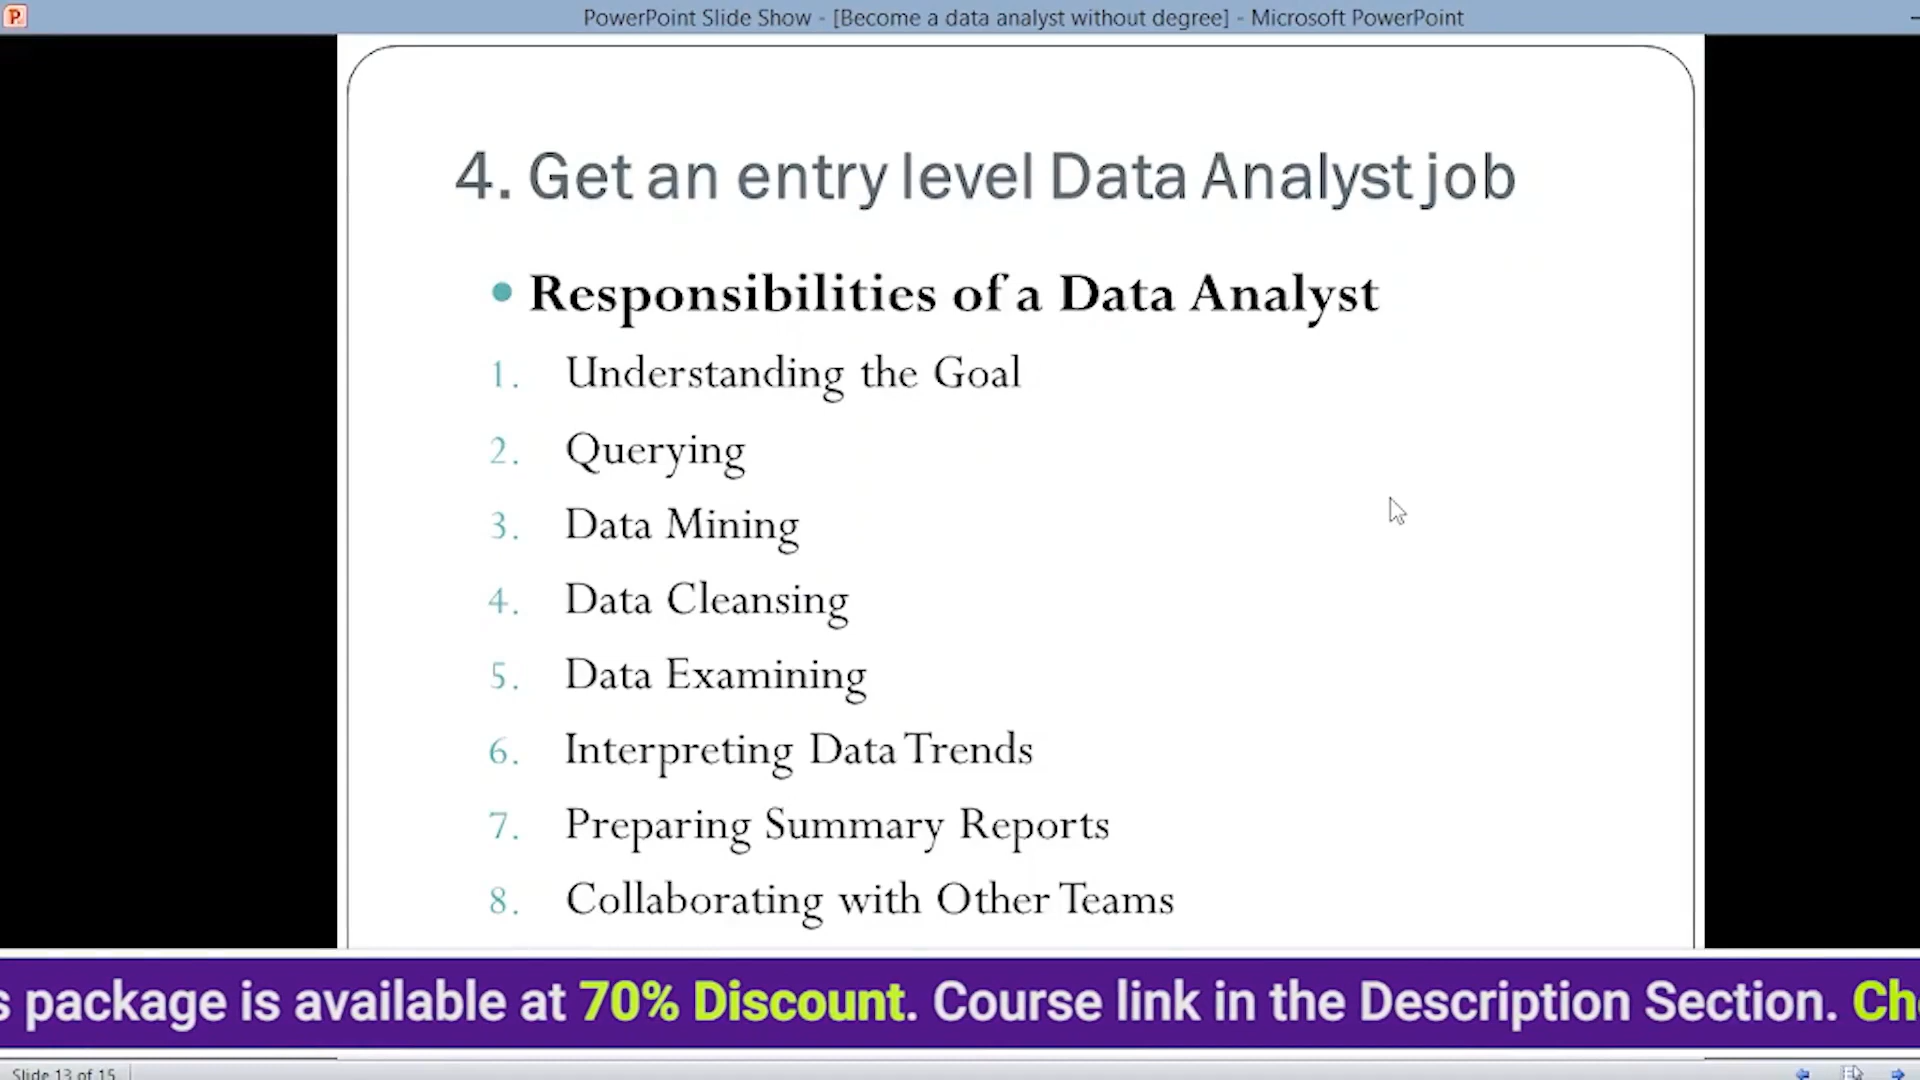 PowerPoint Slide Show - [Become a data analyst without degree] - Microsoft PowerPoint
4. Get an entry level Data Analyst job
• Responsibilities of a Data Analyst
1. Understanding the Goal
2. Querying
3. Data Mining
4. Data Cleansing
5. Data Examining
6. Interpreting Data Trends
7. Preparing Summary Reports
8. Collaborating with Other Teams
package is available at 70% Discount. Course link in the Description Section.
Slide 13 of 15